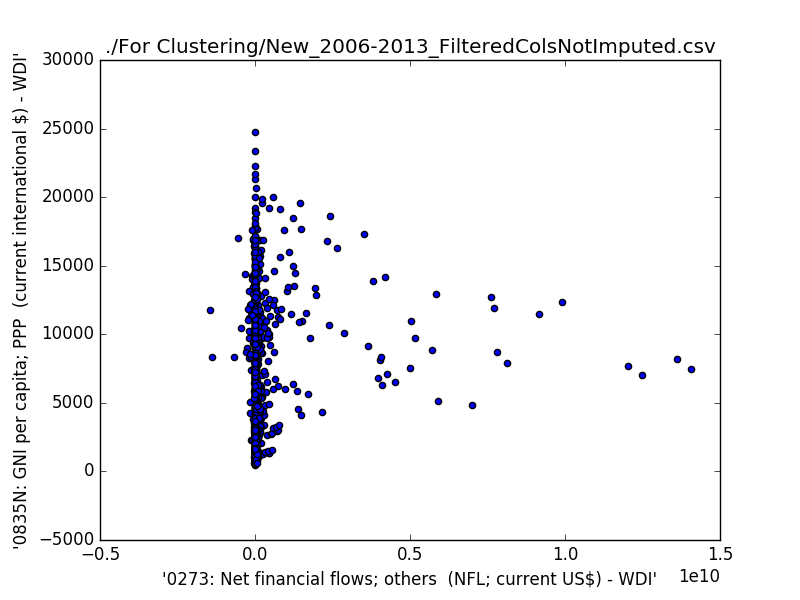 ./For Clustering/New_2006-2013_FilteredColsNotImputed.csv
30000
25000
20000
15000
10000
5000
0
−5000
'0835N: GNI per capita; PPP  (current international $) - WDI'
−0.5 0.0 0.5 1.0 1.5
1e10
'0273: Net financial flows; others  (NFL; current US$) - WDI'